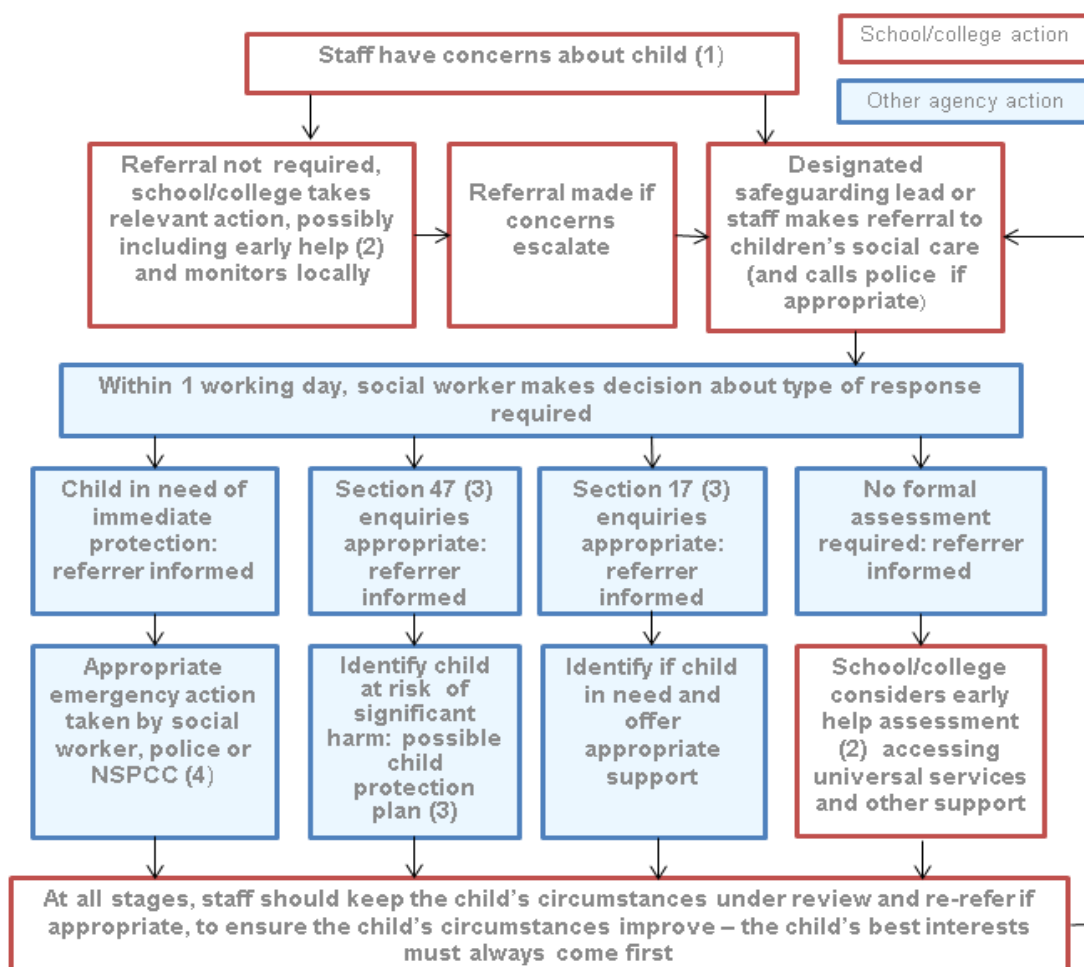 School/college action
Staff have concerns about child (1)
Other agency action
Referral not required,
school/college takes
relevant action, possibly
including early help (2)
and monitors locally
Referral made if
concerns
escalate
Designated
safeguarding lead or
staff makes referral to
children’s social care
(and calls police if
appropriate)
Within 1 working day, social worker makes decision about type of response
required
Child in need of
immediate
protection:
referrer informed
Section 47 (3)
enquiries
appropriate:
referrer
informed
Section 17 (3)
enquiries
appropriate:
referrer
informed
No formal
assessment
required: referrer
informed
Appropriate
emergency action
taken by social
worker, police or
NSPCC (4)
Identify child
at risk of
significant
harm: possible
child
protection
plan (3)
Identify if child
in need and
offer
appropriate
support
School/college
considers early
help assessment
(2) accessing
universal services
and other support
At all stages, staff should keep the child’s circumstances under review and re-refer if
appropriate, to ensure the child’s circumstances improve – the child’s best interests
must always come first